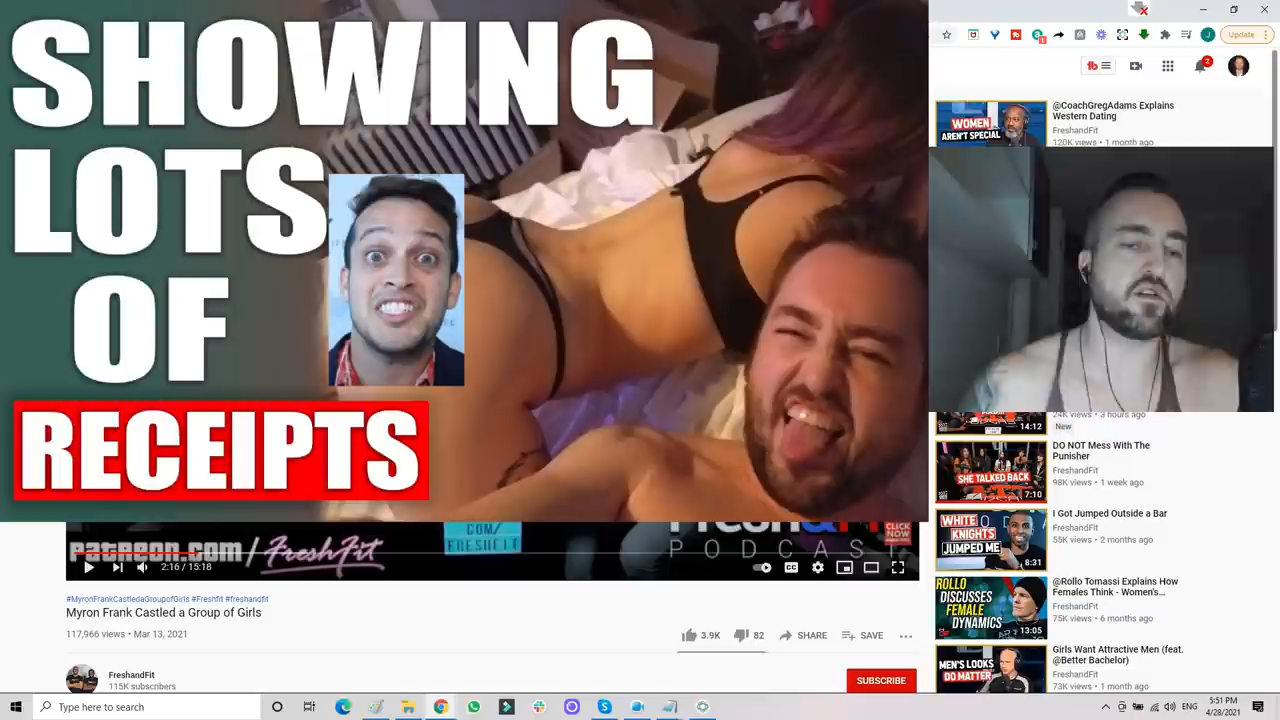 SHOWING
LOTS
OF
RECEIPTS
Update
2
@CoachGregAdams Explains
Western Dating
FreshandFit
120K views • 1 month ago
WOMEN
AREN'T SPECIAL
24K views • 3 hours ago
New
14:12
DO NOT Mess With The
Punisher
FreshandFit
98K views • 1 week ago
SHE TALKED BACK
7:10
I Got Jumped Outside a Bar
FreshandFit
55K views • 2 months ago
WHITE
KNIGHTS
JUMPED ME
8:31
@Rollo Tomassi Explains How
Females Think - Women's...
FreshandFit
75K views • 6 months ago
ROLLO
DISCUSSES
FEMALE
DYNAMICS
13:05
Girls Want Attractive Men (feat.
@Better Bachelor)
FreshandFit
73K views • 1 month ago
MEN'S LOOKS
DO MATTER
COM/
FRESHFIT
CLICK
NOW
PODCAST
patreon.com/FreshFit
2:16 / 15:18
#MyronFrankCastledaGroupofGirls #Freshfit #freshandfit
Myron Frank Castled a Group of Girls
117,966 views • Mar 13, 2021
3.9K
82
SHARE
SAVE
FreshandFit
115K subscribers
SUBSCRIBE
Type here to search
ENG
5:51 PM
4/28/2021